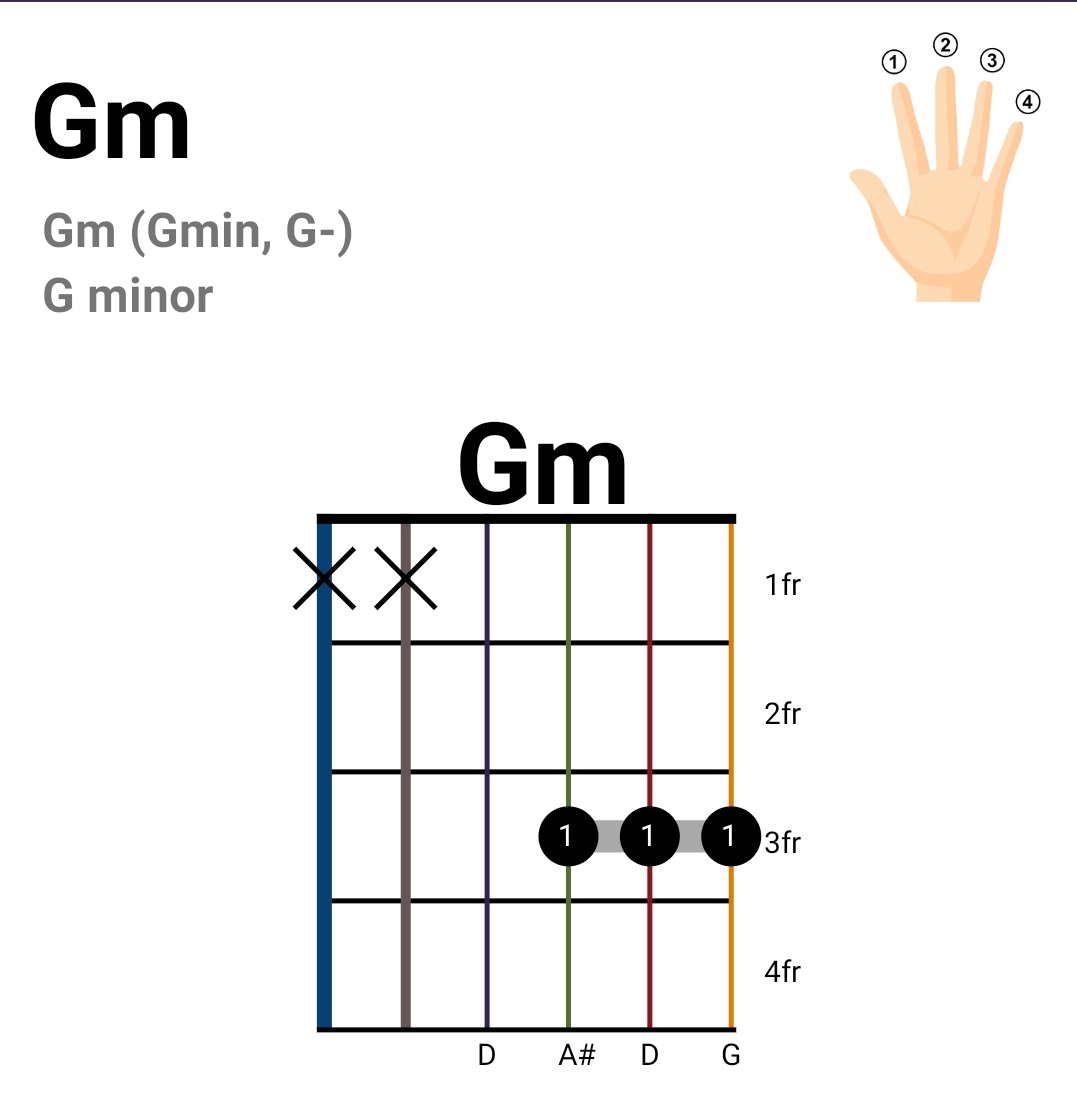 ① ② ③ ④
Gm
Gm (Gmin, G-)
G minor
Gm
1fr
2fr
1 1 1 3fr
4fr
D A# D G